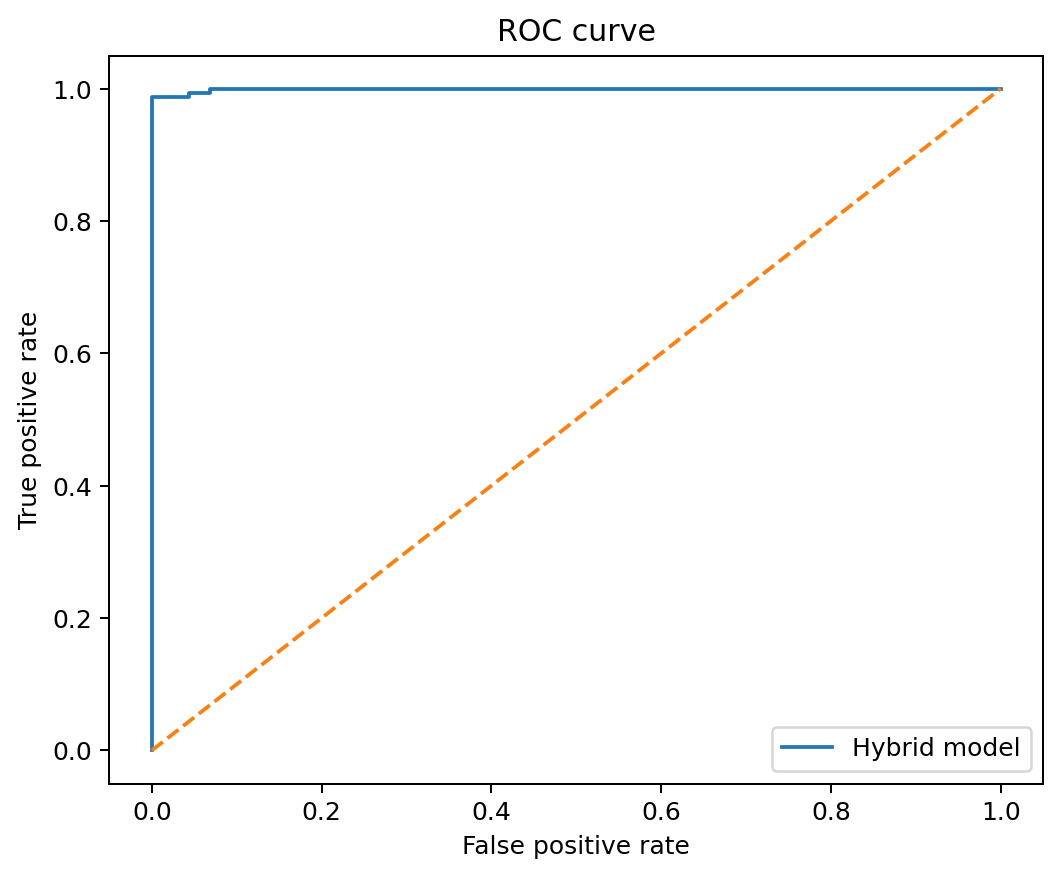 ROC curve
1.0
0.8
0.6
0.4
0.2
0.0
True positive rate
0.0 0.2 0.4 0.6 0.8 1.0
False positive rate
Hybrid model